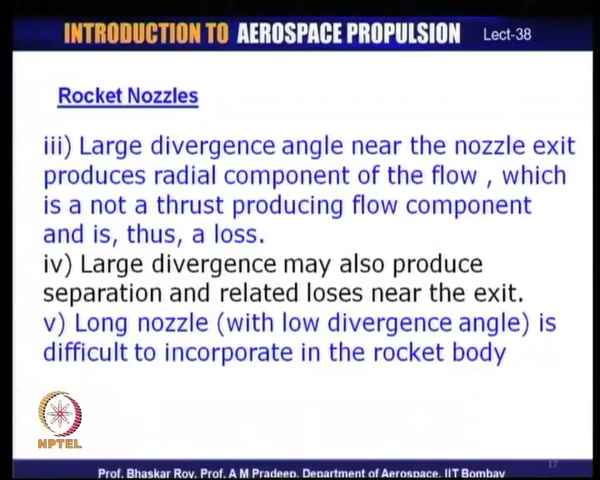 INTRODUCTION TO AEROSPACE PROPULSION Lect-38
Rocket Nozzles
iii) Large divergence angle near the nozzle exit
produces radial component of the flow , which
is a not a thrust producing flow component
and is, thus, a loss.
iv) Large divergence may also produce
separation and related loses near the exit.
v) Long nozzle (with low divergence angle) is
difficult to incorporate in the rocket body
NPTEL
17
Prof. Bhaskar Roy, Prof. A M Pradeep, Department of Aerospace, IIT Bombay